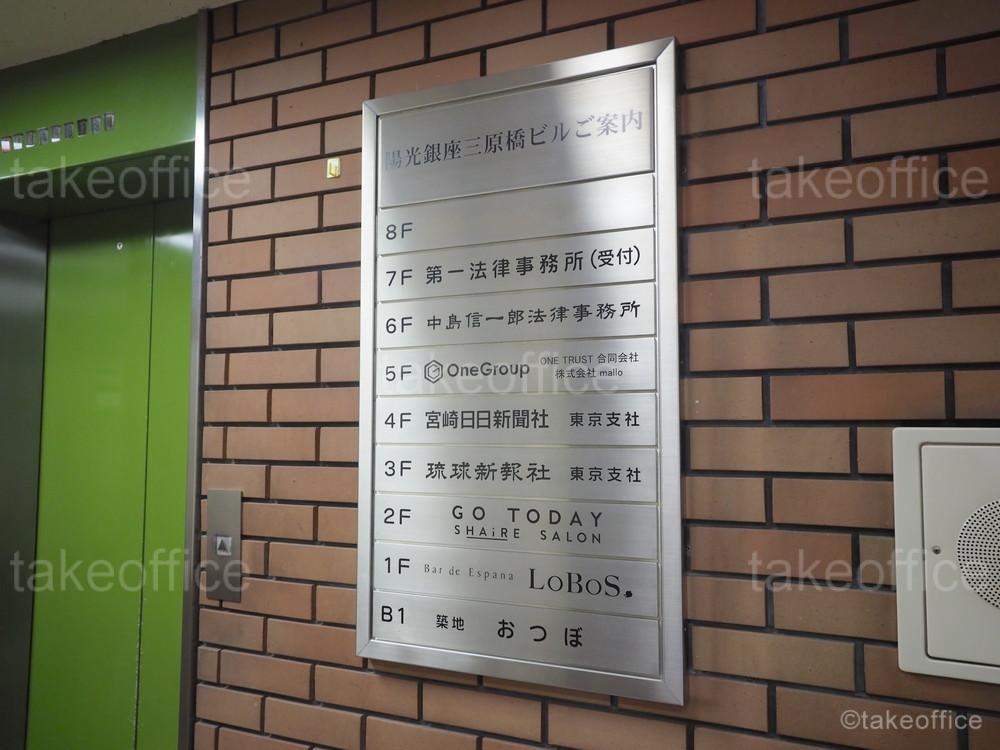 陽光銀座三原橋ビルご案内
8F
7F 第一法律事務所(受付)
6F 中島信一郎法律事務所
5F OneGroup ONE TRUST 合同会社
株式会社 mallo
4F 宮崎日日新聞社 東京支社
3F 琉球新報社 東京支社
2F GO TODAY
SHAiRE SALON
1F Bar de Espana LoBoS.
B1 築地 おつぼ
takeoffice takeoffice
takeoffice
takeoffice takeoffice
©takeoffice